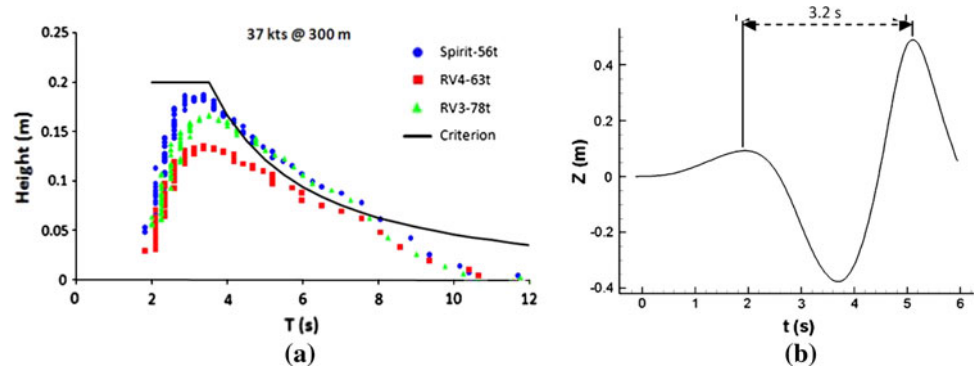 37 kts @ 300 m
Spirit-56t
RV4-63t
RV3-78t
Criterion
Height (m)
0.25
0.2
0.15
0.1
0.05
0
0 2 4 6 8 10 12
T (s)
(a)
3.2 s
Z (m)
0.4
0.2
0
-0.2
-0.4
0 1 2 3 4 5 6
t (s)
(b)